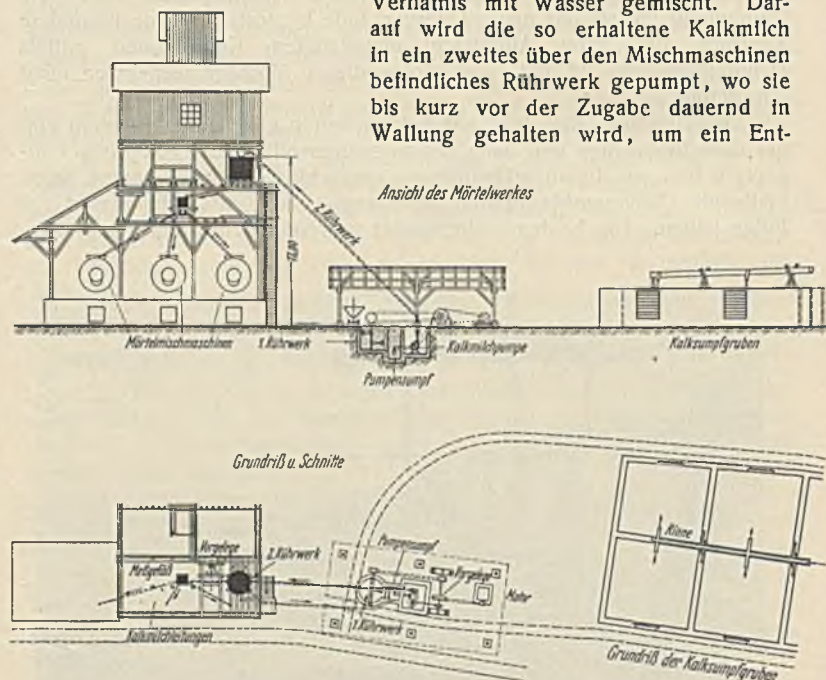 Verhältnis mit Wasser gemischt. Dar-
auf wird die so erhaltene Kalkmilch
in ein zweites über den Mischmaschinen
befindliches Rührwerk gepumpt, wo sie
bis kurz vor der Zugabe dauernd in
Wallung gehalten wird, um ein Ent-
Ansicht des Mörtelwerkes
2. Rührwerk
Mörtelmischmaschinen
1. Rührwerk
Kalkmilchpumpe
Kalksumpfgruben
Pumpensumpf
Grundriß u. Schnitte
Vorgelege
2. Rührwerk
Meßgefäß
Kalkmilchleitungen
Pumpensumpf
Vorgelege
Motor
1. Rührwerk
Rinne
Grundriß der Kalksumpfgruben